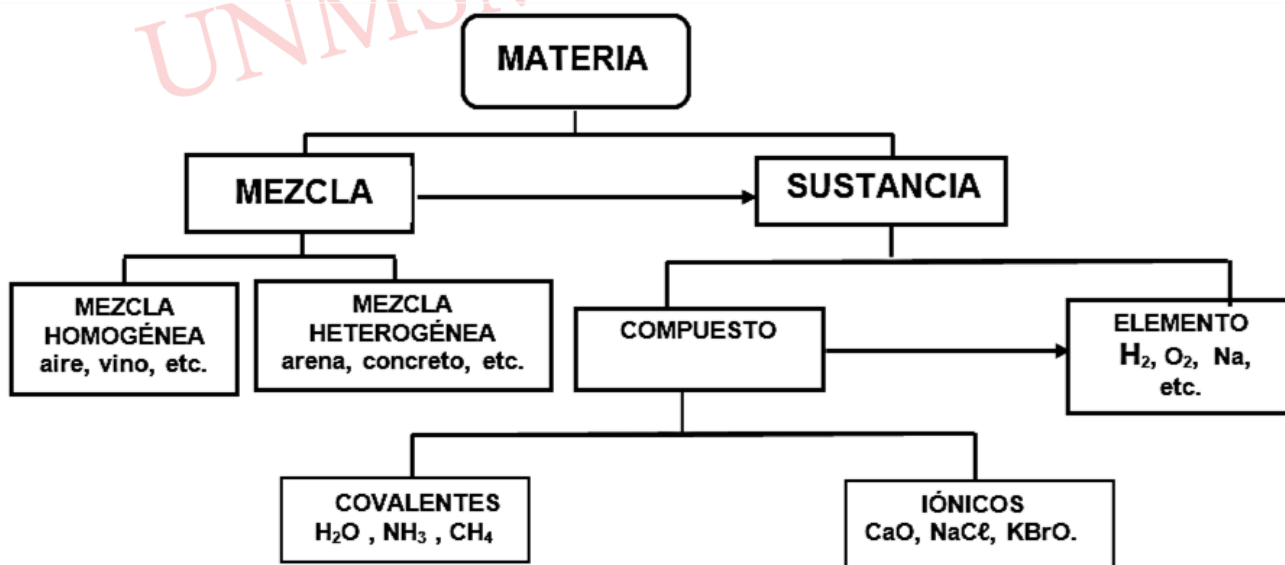 UNMSM
MATERIA
MEZCLA
SUSTANCIA
MEZCLA
HOMOGÉNEA
aire, vino, etc.
MEZCLA
HETEROGÉNEA
arena, concreto, etc.
COMPUESTO
ELEMENTO
H₂, O₂, Na,
etc.
COVALENTES
H₂O , NH₃ , CH₄
IÓNICOS
CaO, NaCℓ, KBrO.